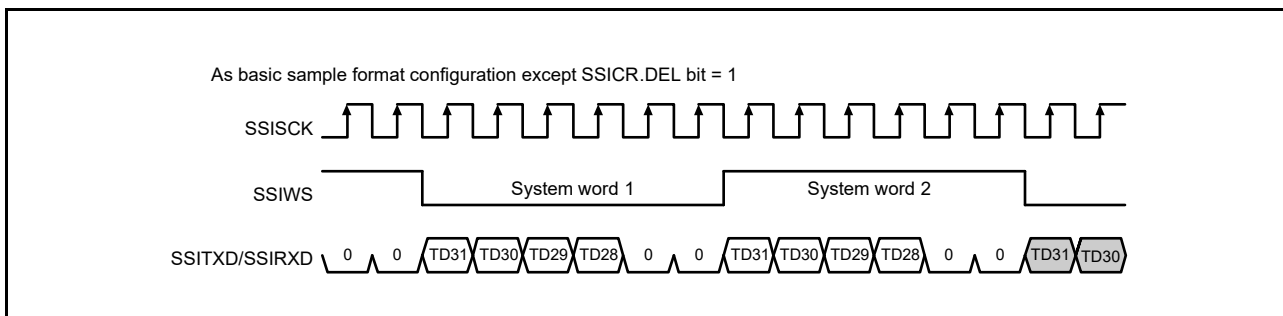 As basic sample format configuration except SSICR.DEL bit = 1
SSISCK
SSIWS System word 1 System word 2
SSITXD/SSIRXD 0 0 TD31 TD30 TD29 TD28 0 0 TD31 TD30 TD29 TD28 0 0 TD31 TD30